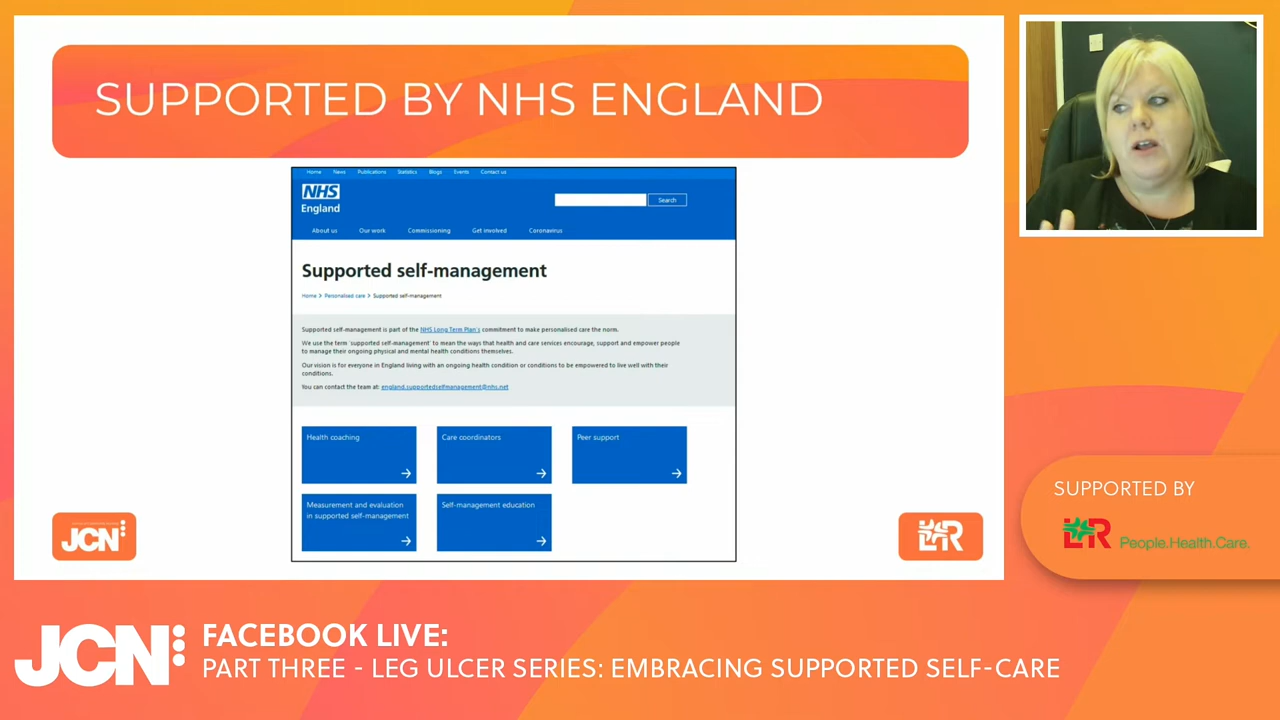 SUPPORTED BY NHS ENGLAND
Home News Publications Statistics Blogs Events Contact us
NHS
England
Search
About us Our work Commissioning Get involved Coronavirus
Supported self-management
Home > Personalised care > Supported self-management
Supported self-management is part of the NHS Long Term Plan's commitment to make personalised care the norm.
We use the term 'supported self-management' to mean the ways that health and care services encourage, support and empower people
to manage their ongoing physical and mental health conditions themselves.
Our vision is for everyone in England living with an ongoing health condition or conditions to be empowered to live well with their
conditions.
You can contact the team at: england.supportedselfmanagement@nhs.net
Health coaching
Care coordinators
Peer support
Measurement and evaluation
in supported self-management
Self-management education
JCN
L&R
SUPPORTED BY
L&R People.Health.Care.
JCN
FACEBOOK LIVE:
PART THREE - LEG ULCER SERIES: EMBRACING SUPPORTED SELF-CARE